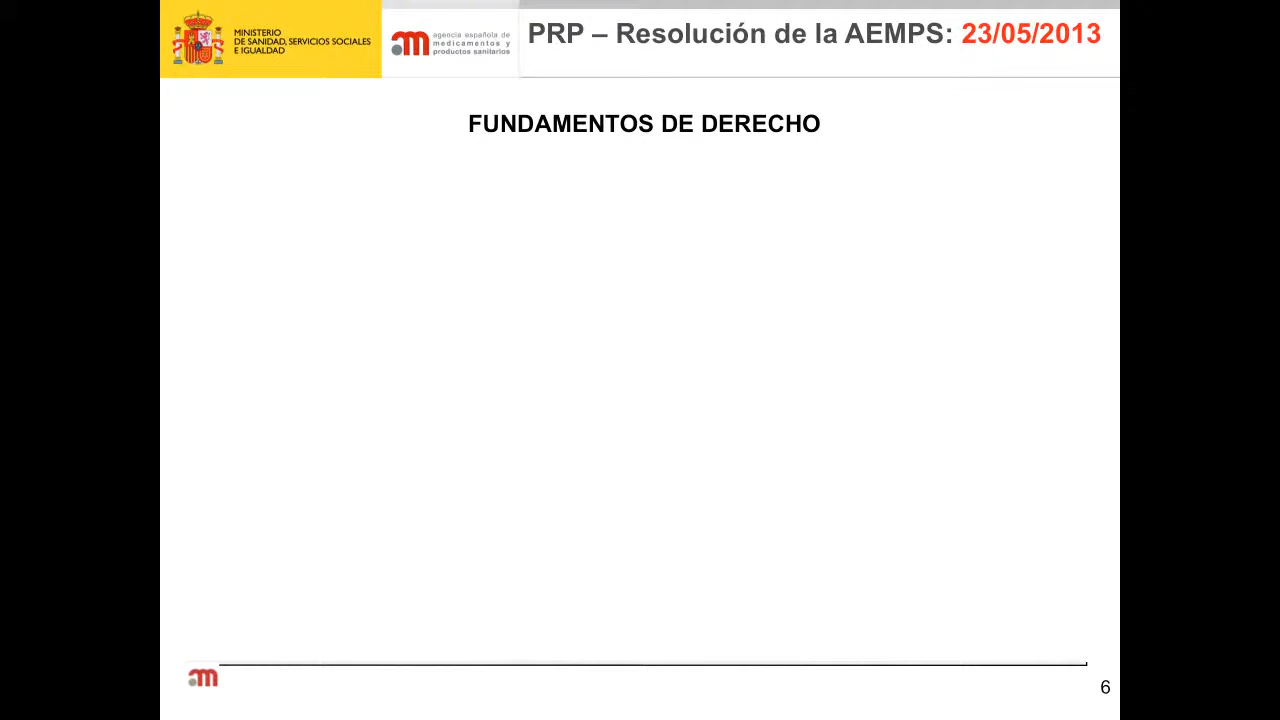 MINISTERIO
DE SANIDAD, SERVICIOS SOCIALES
E IGUALDAD
agencia española de
medicamentos y
productos sanitarios
PRP – Resolución de la AEMPS: 23/05/2013
FUNDAMENTOS DE DERECHO
6